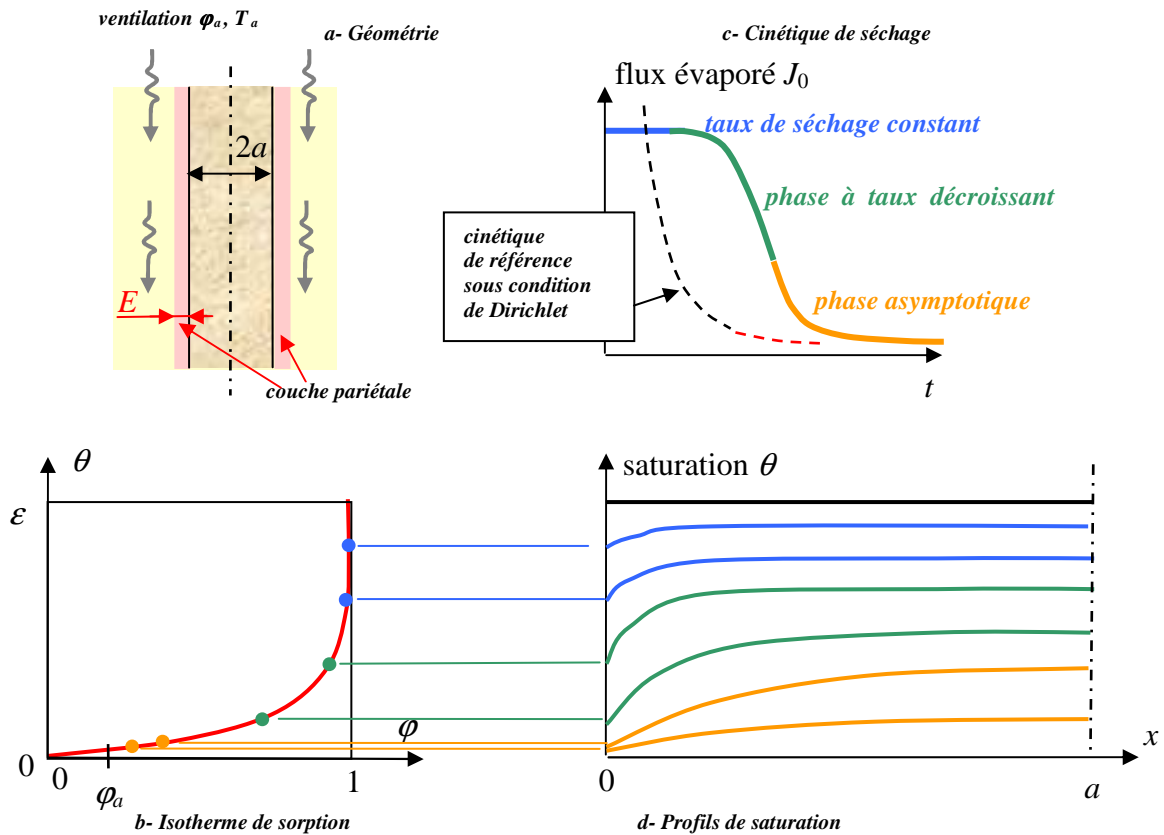 ventilation φa, Ta
a- Géométrie
2a
E
couche pariétale
c- Cinétique de séchage
flux évaporé J0
taux de séchage constant
phase à taux décroissant
cinétique
de référence
sous condition
de Dirichlet
phase asymptotique
t
θ
ε
φ
0
0
φa
1
b- Isotherme de sorption
saturation θ
x
0
a
d- Profils de saturation